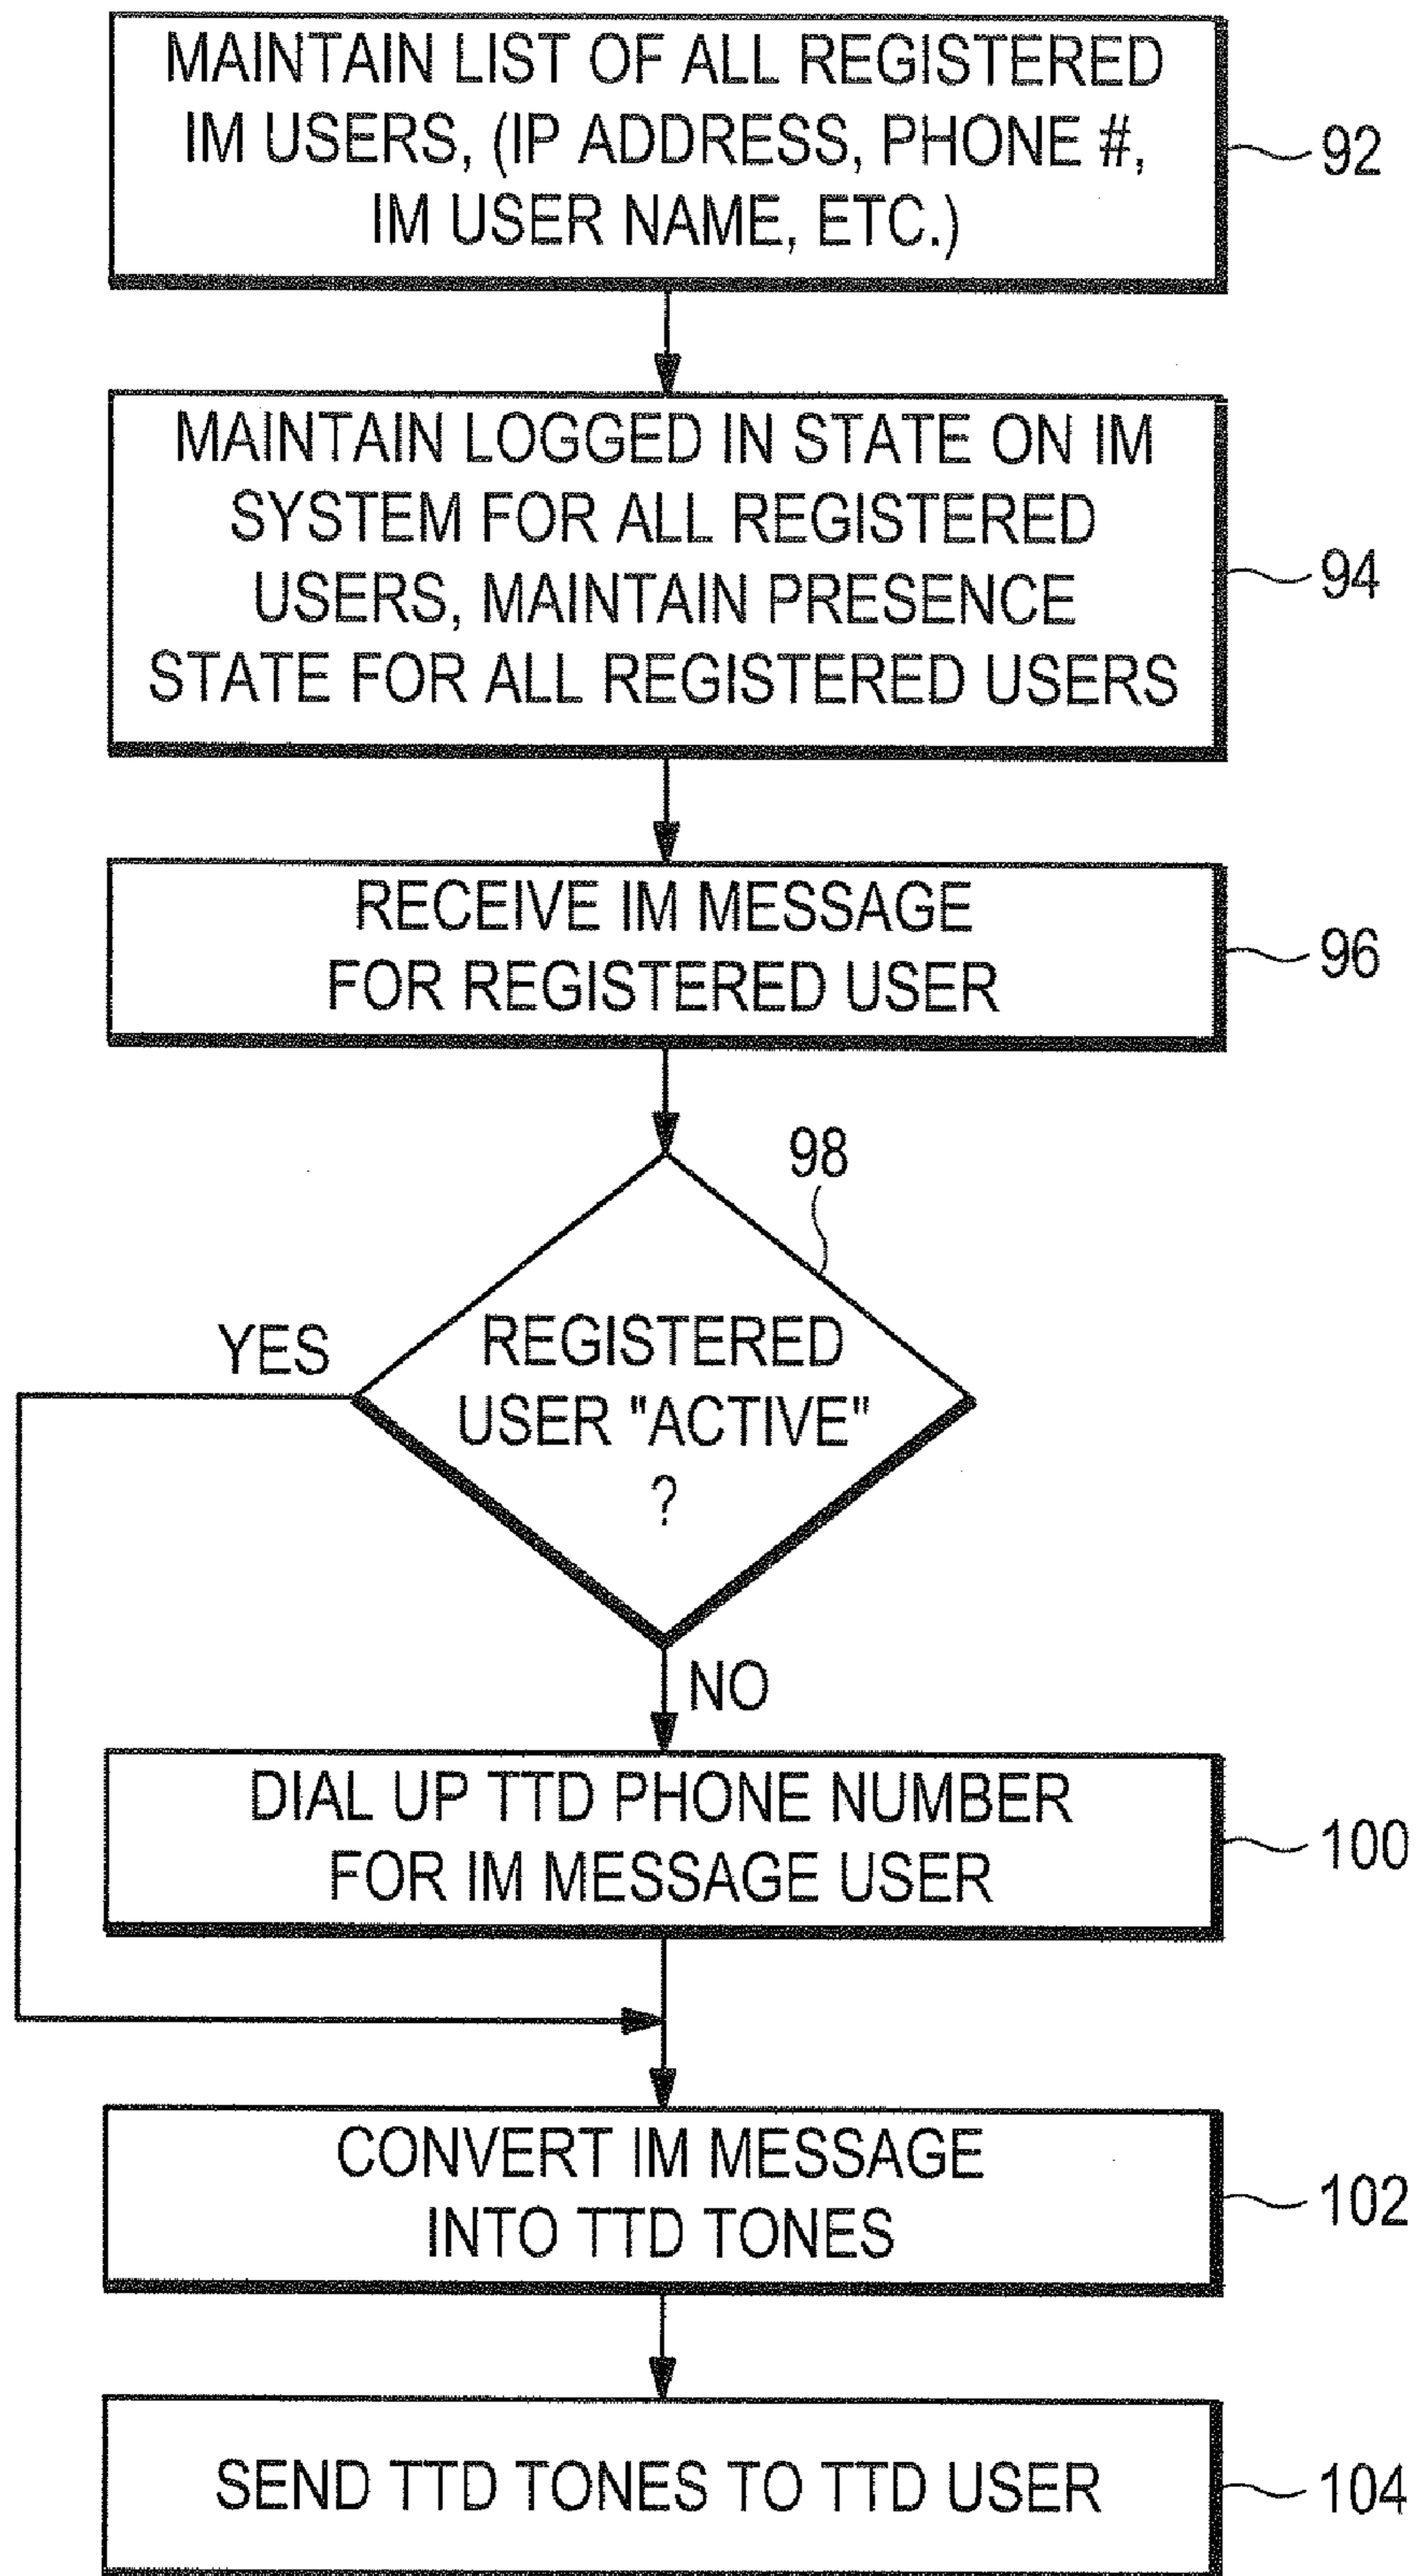 MAINTAIN LIST OF ALL REGISTERED
IM USERS, (IP ADDRESS, PHONE #,
IM USER NAME, ETC.)
92
MAINTAIN LOGGED IN STATE ON IM
SYSTEM FOR ALL REGISTERED
USERS, MAINTAIN PRESENCE
STATE FOR ALL REGISTERED USERS
94
RECEIVE IM MESSAGE
FOR REGISTERED USER
96
98
YES
REGISTERED
USER "ACTIVE"
?
NO
DIAL UP TTD PHONE NUMBER
FOR IM MESSAGE USER
100
CONVERT IM MESSAGE
INTO TTD TONES
102
SEND TTD TONES TO TTD USER
104